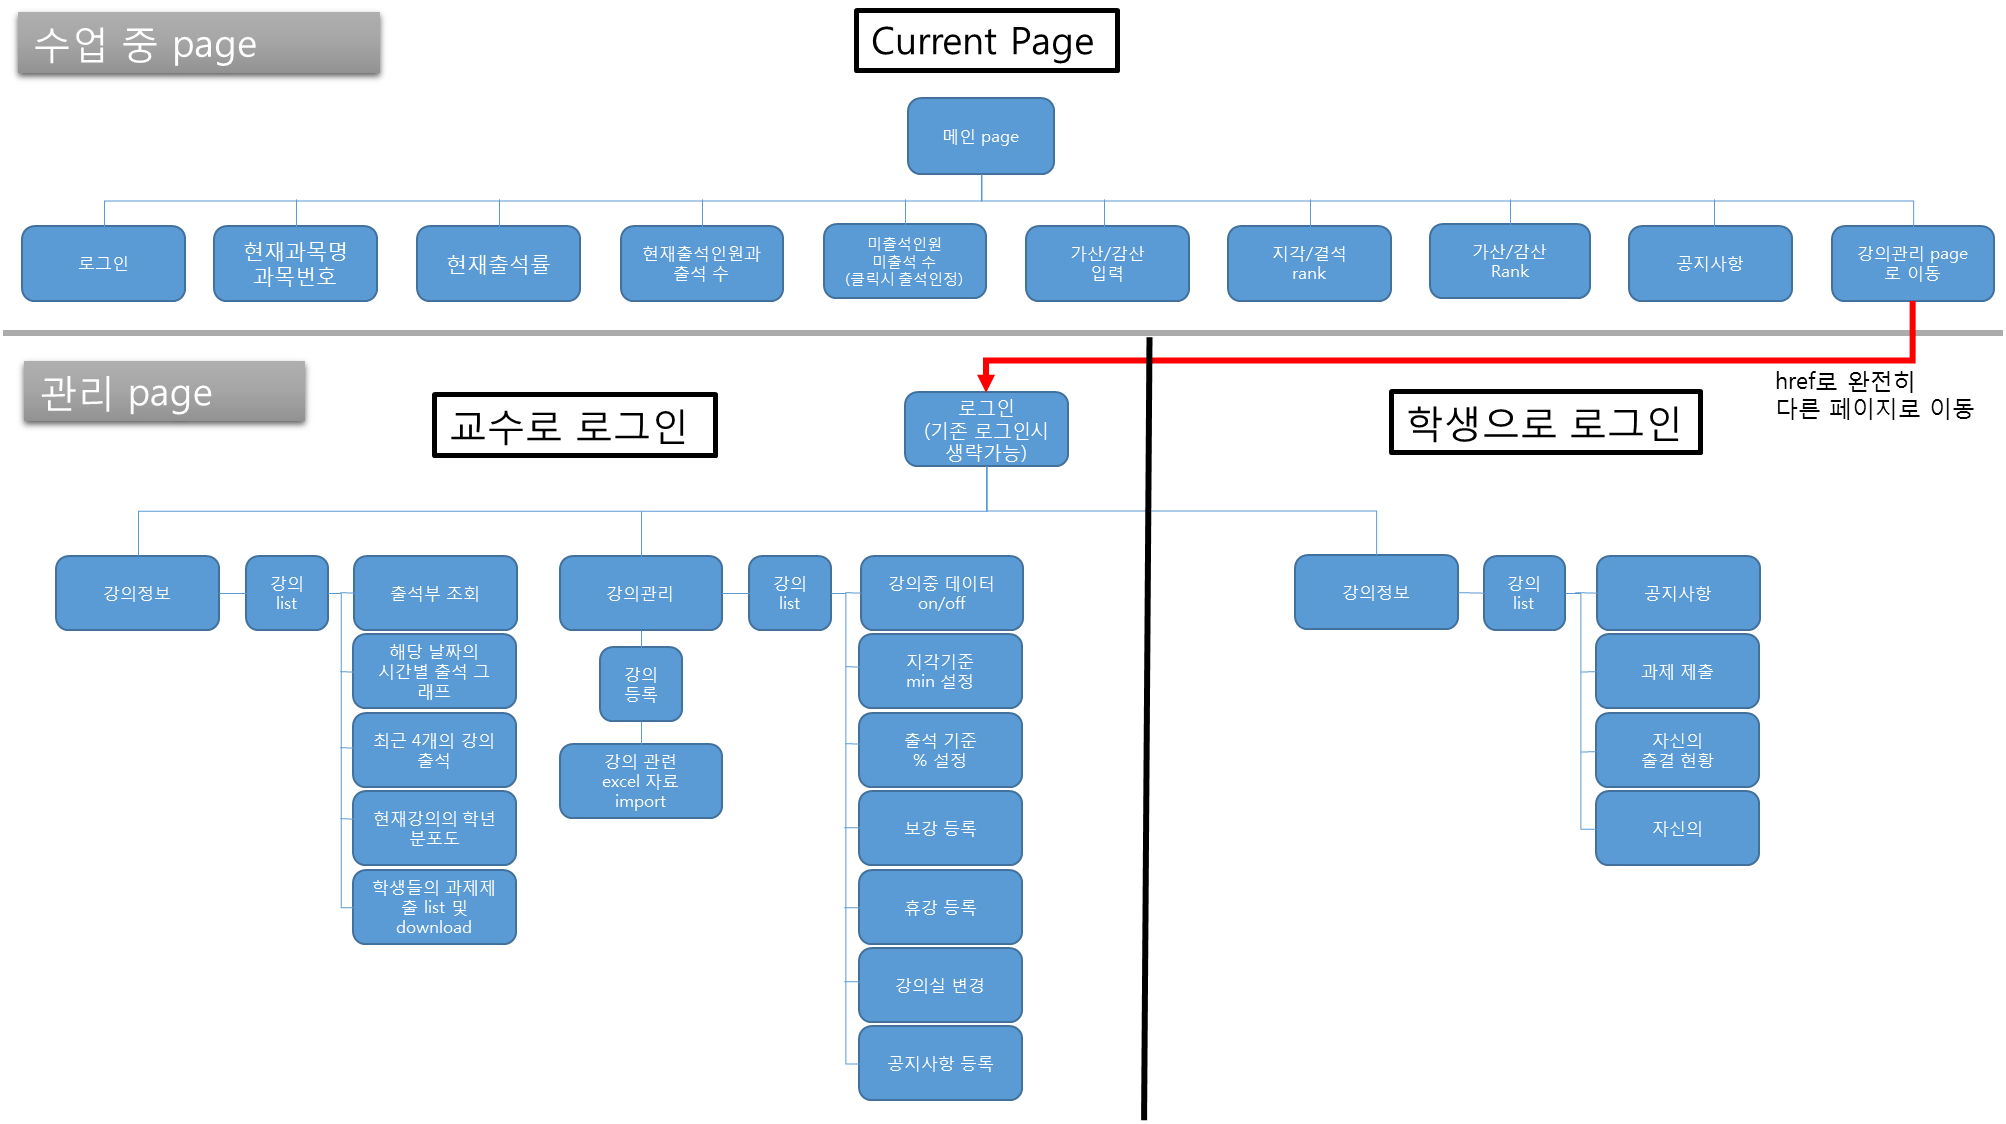 수업 중 page
Current Page
메인 page
로그인
현재과목명
과목번호
현재출석률
현재출석인원과
출석 수
미출석인원
미출석 수
(클릭시 출석인정)
가산/감산
입력
지각/결석
rank
가산/감산
Rank
공지사항
강의관리 page
로 이동
관리 page
교수로 로그인
로그인
(기존 로그인시
생략가능)
학생으로 로그인
href로 완전히
다른 페이지로 이동
강의정보
강의
list
출석부 조회
해당 날짜의
시간별 출석 그
래프
최근 4개의 강의
출석
현재강의의 학년
분포도
학생들의 과제제
출 list 및
download
강의관리
강의
등록
강의 관련
excel 자료
import
강의
list
강의중 데이터
on/off
지각기준
min 설정
출석 기준
% 설정
보강 등록
휴강 등록
강의실 변경
공지사항 등록
강의정보
강의
list
공지사항
과제 제출
자신의
출결 현황
자신의